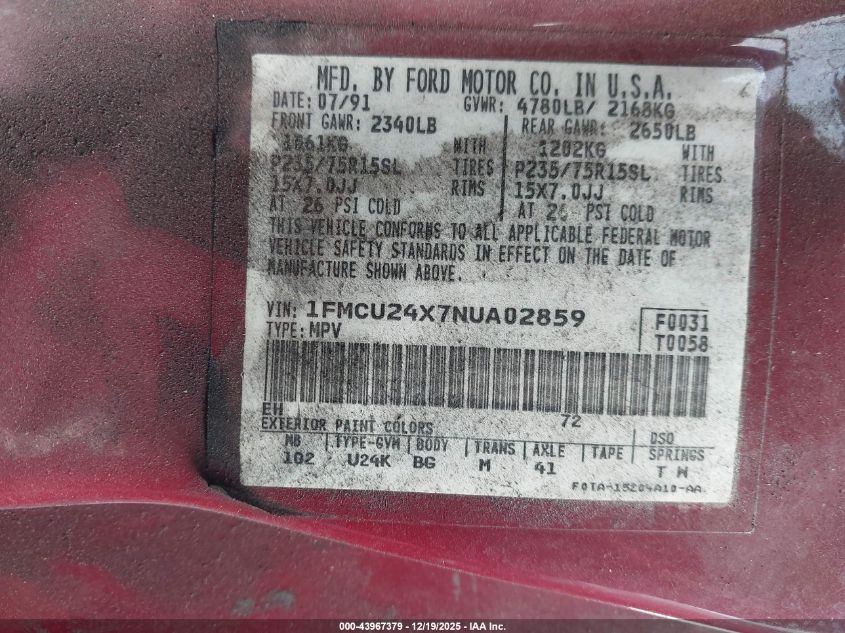 MFD. BY FORD MOTOR CO. IN U.S.A.
DATE: 07/91 GVWR: 4780LB/ 2168KG
FRONT GAWR: 2340LB REAR GAWR: 2650LB
1061KG WITH 1202KG WITH
P235/75R15SL TIRES P235/75R15SL TIRES
15X7.0JJ RIMS 15X7.0JJ RIMS
AT 26 PSI COLD AT 26 PSI COLD
THIS VEHICLE CONFORMS TO ALL APPLICABLE FEDERAL MOTOR
VEHICLE SAFETY STANDARDS IN EFFECT ON THE DATE OF
MANUFACTURE SHOWN ABOVE.
VIN: 1FMCU24X7NUA02859 F0031
TYPE: MPV T0058
EH 72
EXTERIOR PAINT COLORS DSO
WB TYPE-GVM BODY TRANS AXLE TAPE SPRINGS
102 U24K BG M 41 T W
F0TA-15204A10-AA
000-43967379 - 12/19/2025 - IAA Inc.